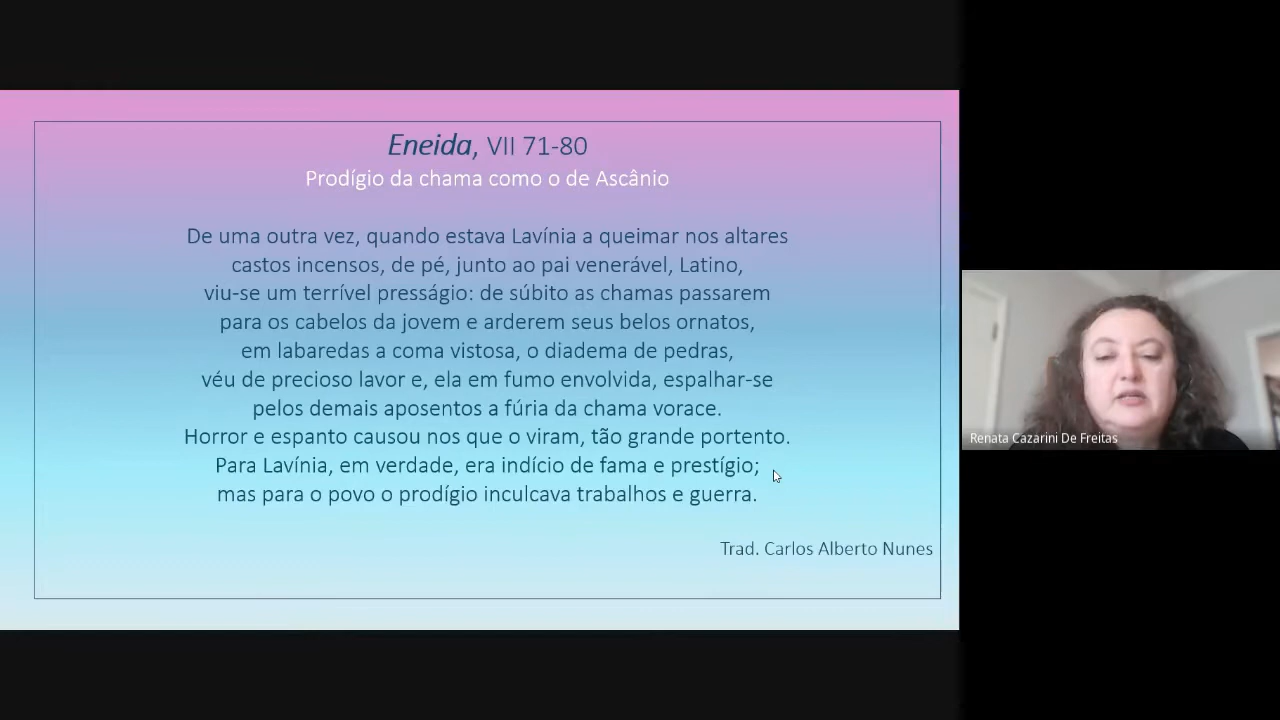 Eneida, VII 71-80
Prodígio da chama como o de Ascânio
De uma outra vez, quando estava Lavínia a queimar nos altares
castos incensos, de pé, junto ao pai venerável, Latino,
viu-se um terrível presságio: de súbito as chamas passarem
para os cabelos da jovem e arderem seus belos ornatos,
em labaredas a coma vistosa, o diadema de pedras,
véu de precioso lavor e, ela em fumo envolvida, espalhar-se
pelos demais aposentos a fúria da chama vorace.
Horror e espanto causou nos que o viram, tão grande portento.
Para Lavínia, em verdade, era indício de fama e prestígio;
mas para o povo o prodígio inculcava trabalhos e guerra.
Trad. Carlos Alberto Nunes
Renata Cazarini De Freitas